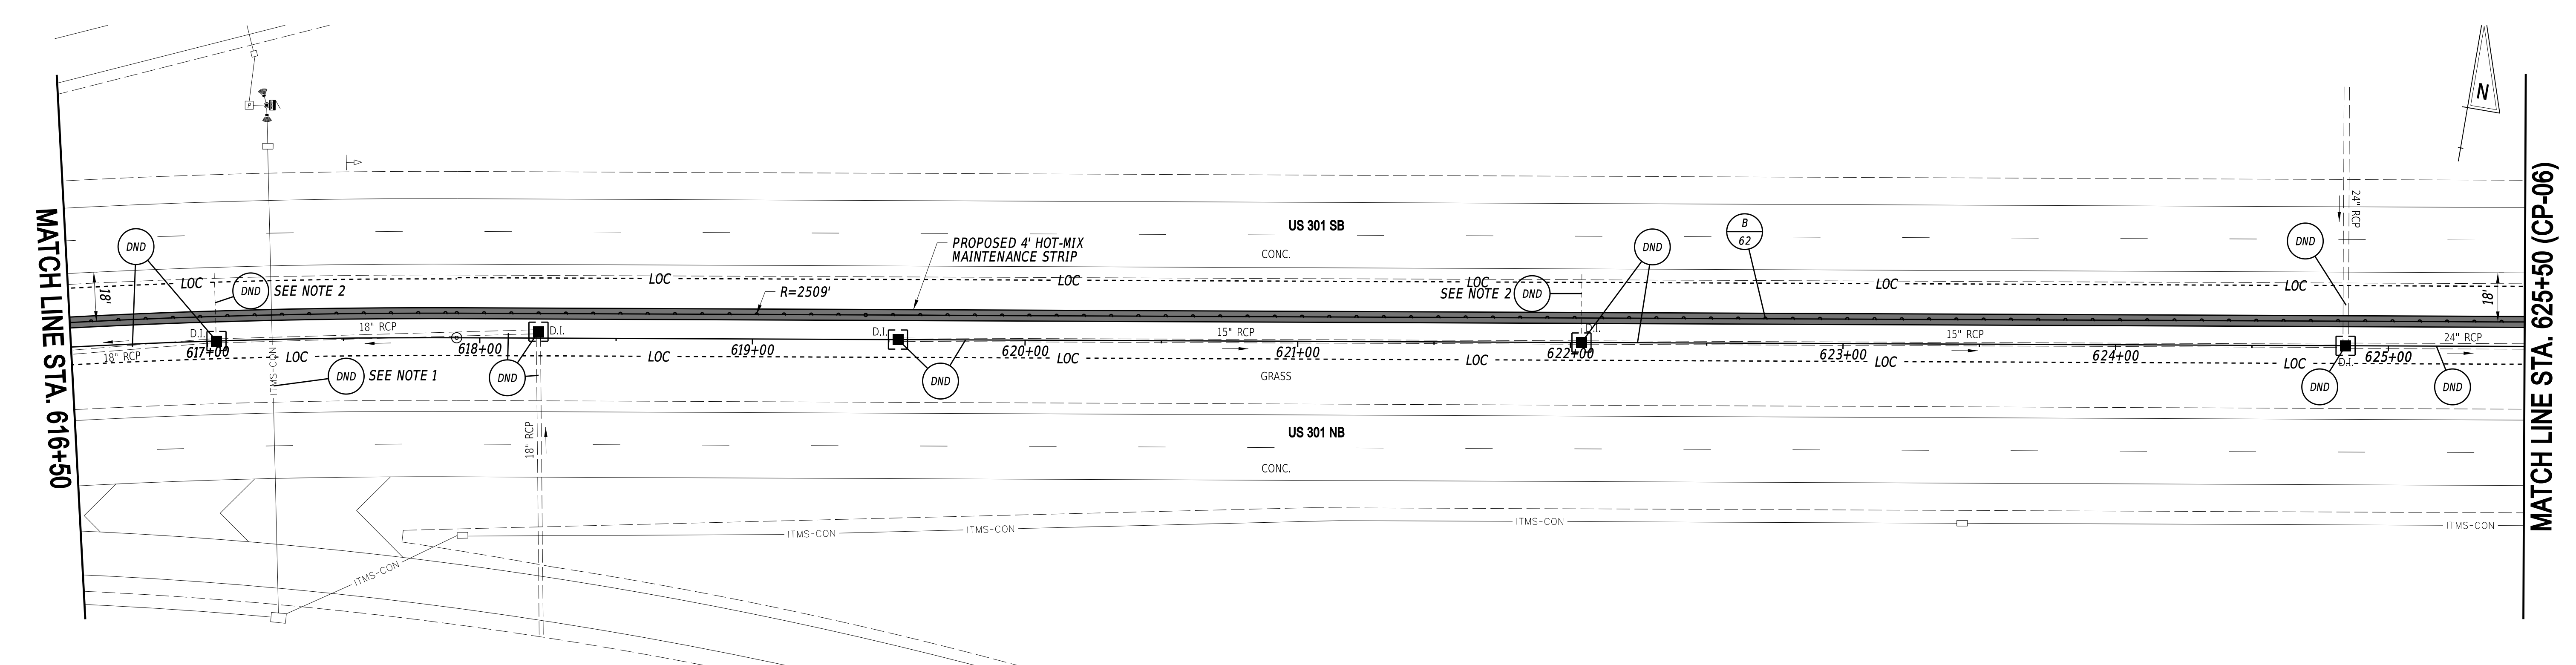 N
P
MATCH LINE STA. 616+50
MATCH LINE STA. 625+50 (CP-06)
24" RCP
US 301 SB
CONC.
B
62
DND
DND
DND
PROPOSED 4' HOT-MIX
MAINTENANCE STRIP
LOC
LOC
LOC
LOC
LOC
LOC
18'
18'
DND
SEE NOTE 2
R=2509'
SEE NOTE 2
DND
D.I.
18" RCP
18" RCP
D.I.
D.I.
15" RCP
D.I.
15" RCP
24" RCP
D.I.
617+00
618+00
619+00
620+00
621+00
622+00
623+00
624+00
625+00
LOC
LOC
LOC
LOC
LOC
LOC
ITMS-CON
DND
SEE NOTE 1
DND
DND
GRASS
DND
DND
18" RCP
US 301 NB
CONC.
ITMS-CON
ITMS-CON
ITMS-CON
ITMS-CON
ITMS-CON